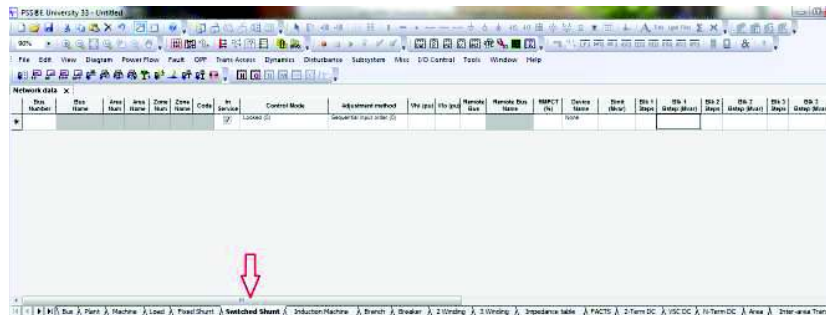 PSS®E University 33 - Untitled
90%
File Edit View Diagram Power Flow Fault OPF Trans Access Dynamics Disturbance Subsystem Misc I/O Control Tools Window Help
Network data
Bus Number Bus Name Area Num Area Name Zone Num Zone Name Code In Service Control Mode Adjustment method Vhi (pu) Vlo (pu) Remote Bus Remote Bus Name RMPCT (%) Device Name Binit (Mvar) Blk 1 Steps Blk 1 Bstep (Mvar) Blk 2 Steps Blk 2 Bstep (Mvar) Blk 3 Steps Blk 3 Bstep (Mvar)
Locked (0) Sequential input order (0) None
Bus Plant Machine Load Fixed Shunt Switched Shunt Induction Machine Branch Breaker 2 Winding 3 Winding Impedance table FACTS 2-Term DC VSC DC N-Term DC Area Inter-area Tran